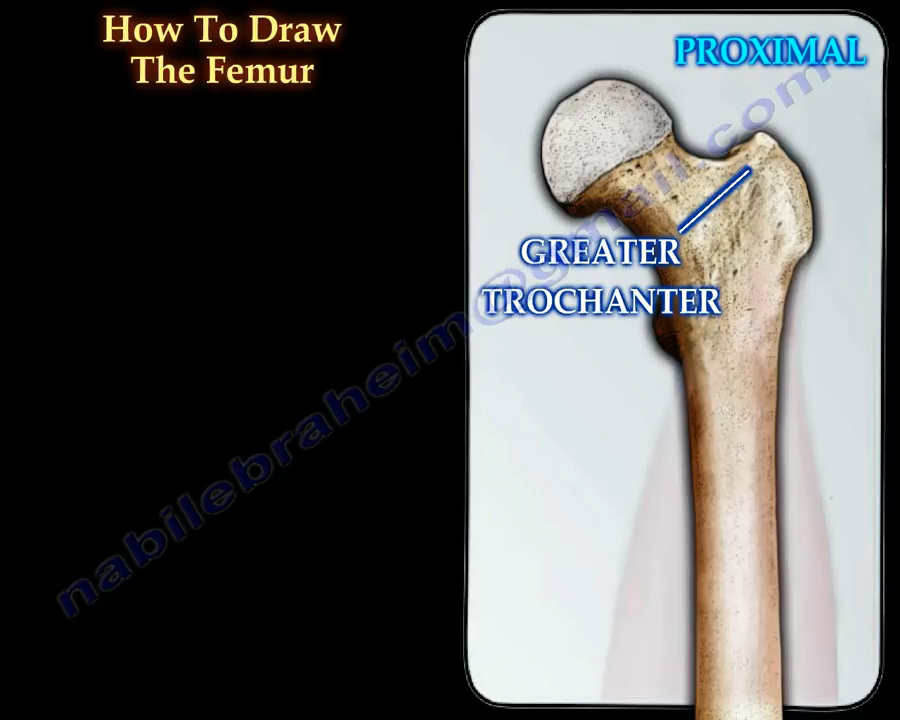 How To Draw
The Femur
PROXIMAL
GREATER
TROCHANTER
nabilebraheim@gmail.com